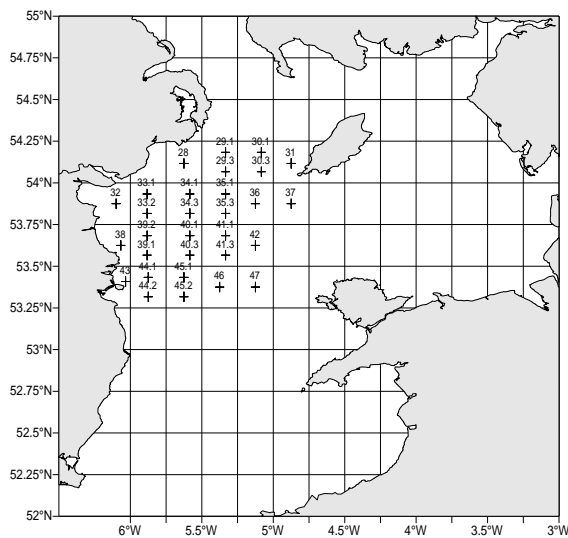 55°N
54.75°N
54.5°N
54.25°N
29.1 30.1
28 31
29.3 30.3
54°N
33.1 34.1 35.1
32 36 37
33.2 34.3 35.3
53.75°N
39.2 40.1 41.1
38 42
39.1 40.3 41.3
53.5°N
43 44.1 45.1
46 47
44.2 45.2
53.25°N
53°N
52.75°N
52.5°N
52.25°N
52°N
6°W 5.5°W 5°W 4.5°W 4°W 3.5°W 3°W